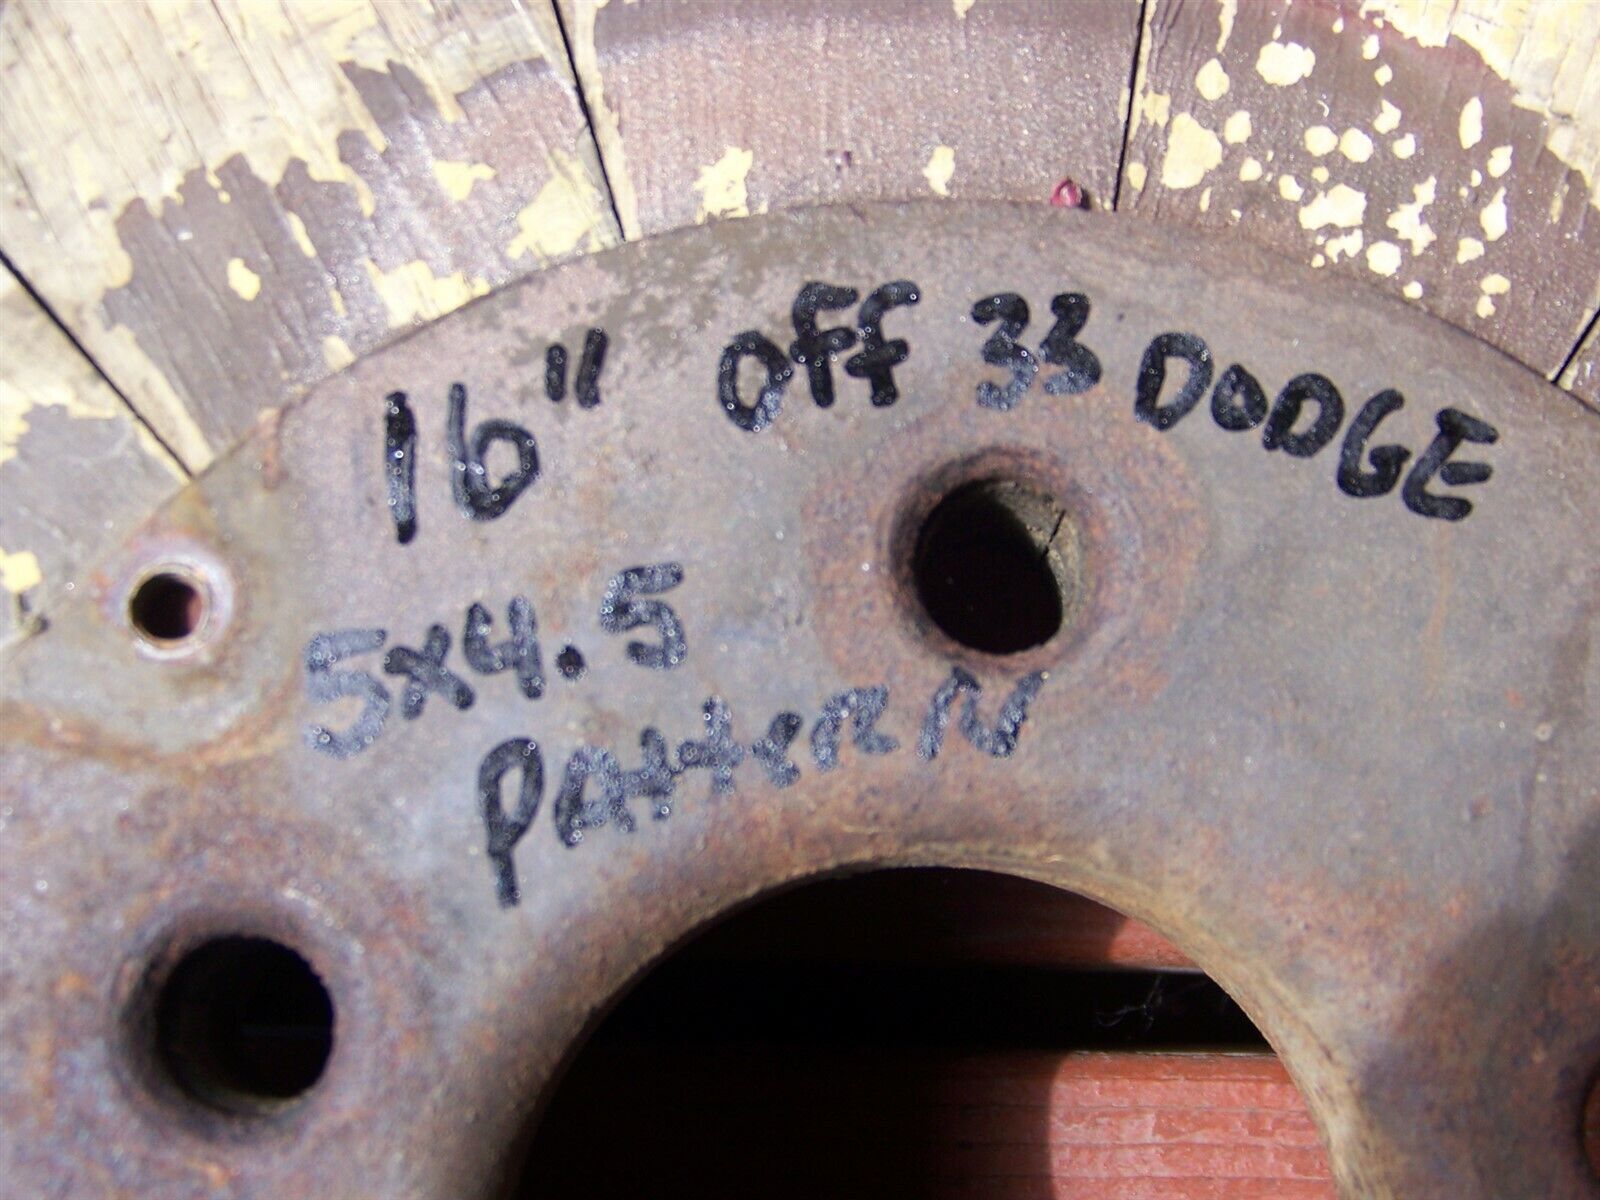 16" OFF 33 DODGE
5x4.5
PAttERN